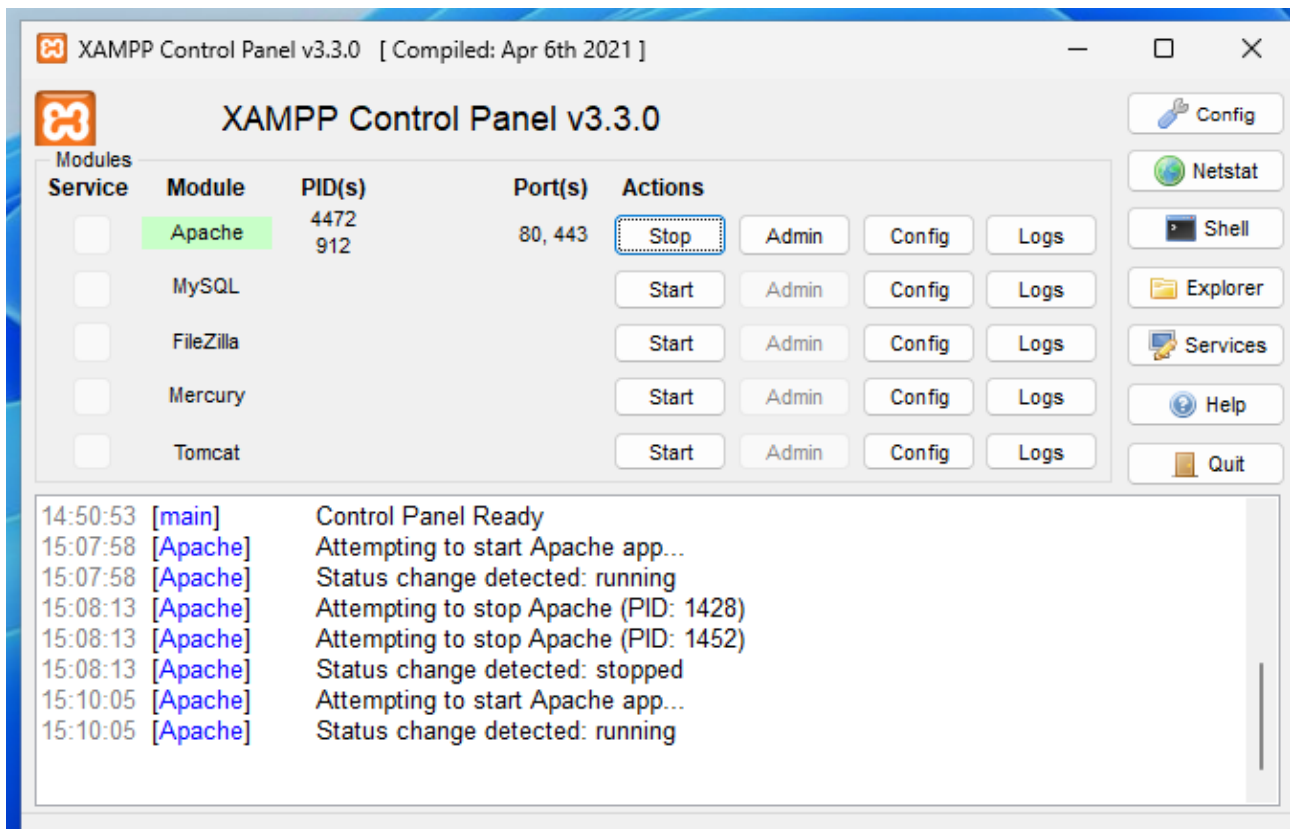 XAMPP Control Panel v3.3.0 [ Compiled: Apr 6th 2021 ]
XAMPP Control Panel v3.3.0
Config
Modules
Netstat
Service Module PID(s) Port(s) Actions
Shell
Apache 4472 80, 443 Stop Admin Config Logs
912
MySQL Start Admin Config Logs
Explorer
FileZilla Start Admin Config Logs
Services
Mercury Start Admin Config Logs
Help
Tomcat Start Admin Config Logs
Quit
14:50:53 [main] Control Panel Ready
15:07:58 [Apache] Attempting to start Apache app...
15:07:58 [Apache] Status change detected: running
15:08:13 [Apache] Attempting to stop Apache (PID: 1428)
15:08:13 [Apache] Attempting to stop Apache (PID: 1452)
15:08:13 [Apache] Status change detected: stopped
15:10:05 [Apache] Attempting to start Apache app...
15:10:05 [Apache] Status change detected: running